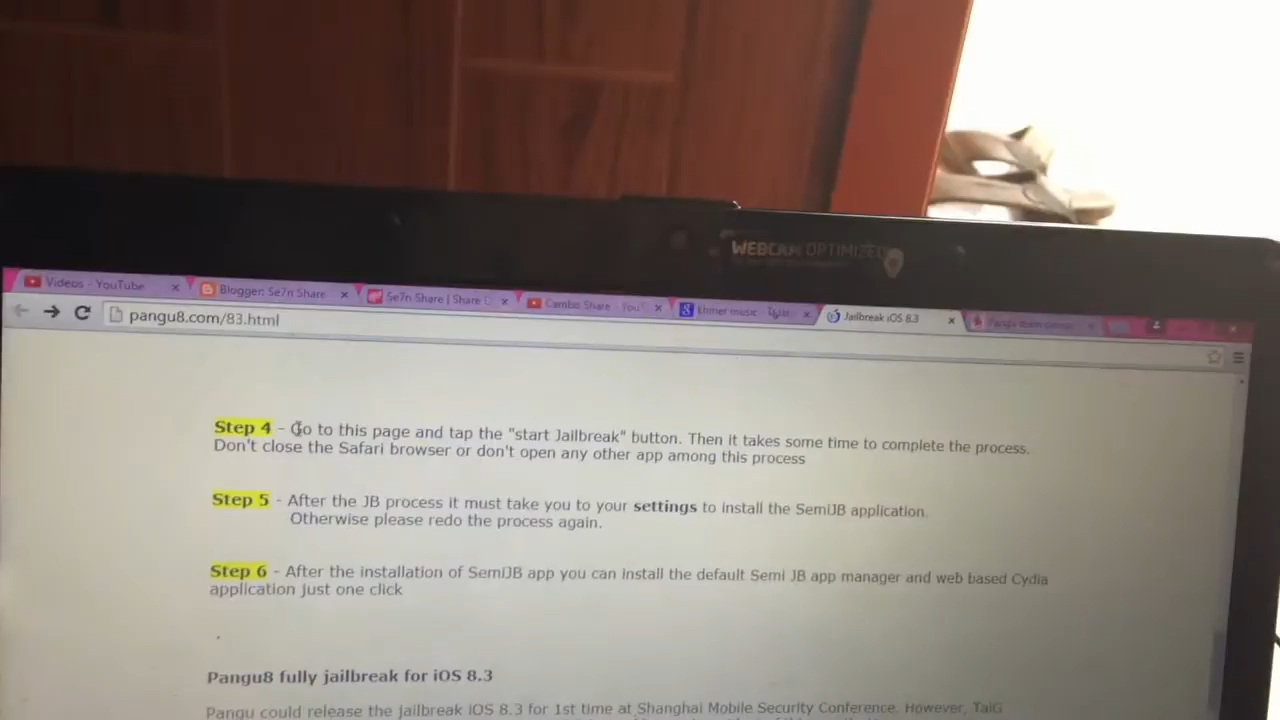 WEBCAM OPTIMIZED
Videos - YouTube
Blogger: Se7n Share
Se7n Share | Share
Cambo Share - You
khmer music -
Jailbreak iOS 8.3
Pangu team
pangu8.com/83.html
Step 4 - Go to this page and tap the "start Jailbreak" button. Then it takes some time to complete the process.
Don't close the Safari browser or don't open any other app among this process
Step 5 - After the JB process it must take you to your settings to install the SemiJB application.
Otherwise please redo the process again.
Step 6 - After the installation of SemiJB app you can install the default Semi JB app manager and web based Cydia
application just one click
.
Pangu8 fully jailbreak for iOS 8.3
Pangu could release the jailbreak iOS 8.3 for 1st time at Shanghai Mobile Security Conference. However, TaiG